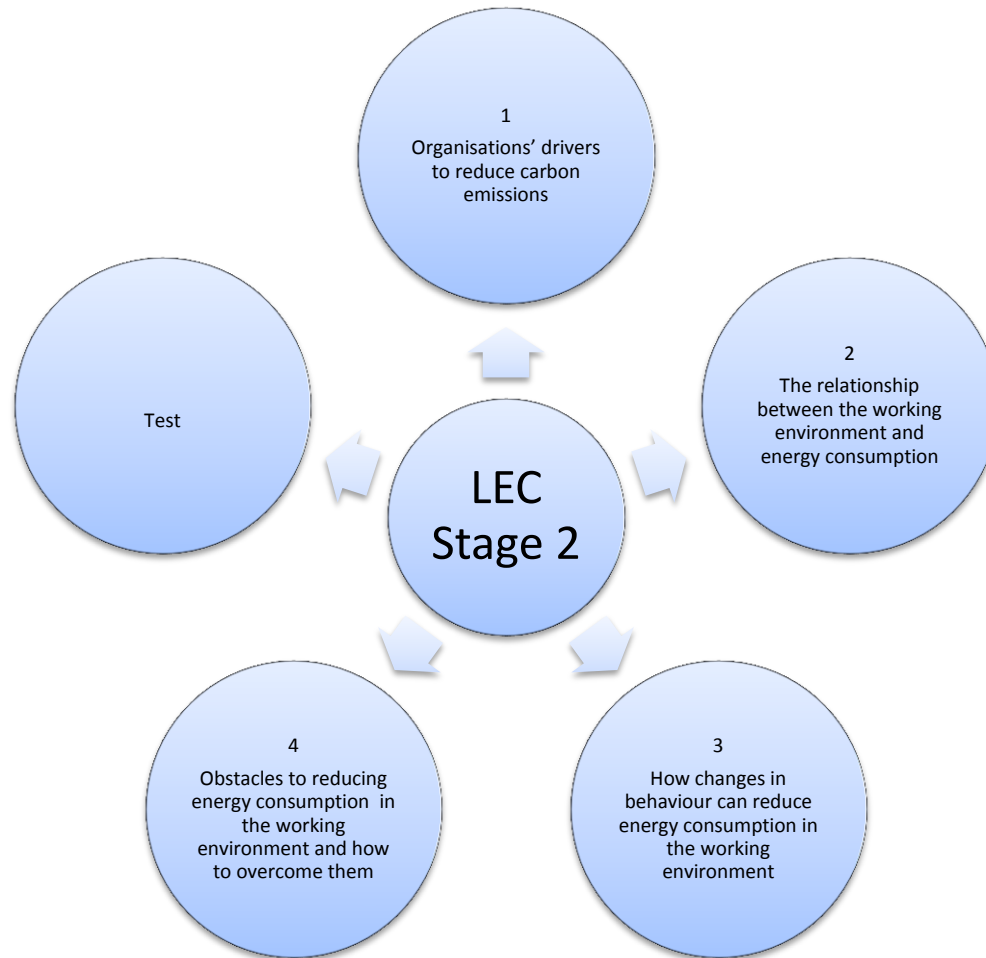 1
Organisations’ drivers
to reduce carbon
emissions
2
The relationship
between the working
environment and
energy consumption
Test
LEC
Stage 2
4
Obstacles to reducing
energy consumption in
the working
environment and how
to overcome them
3
How changes in
behaviour can reduce
energy consumption in
the working
environment